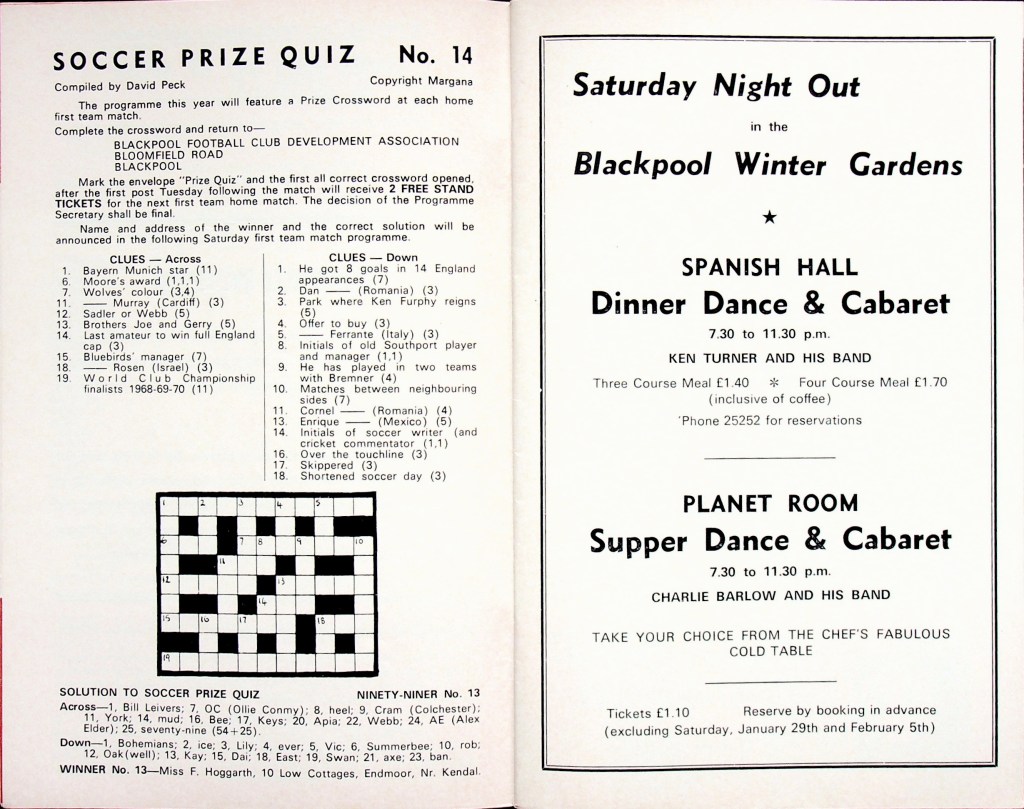 SOCCER PRIZE QUIZ No. 14
Compiled by David Peck Copyright Margana
The programme this year will feature a Prize Crossword at each home
first team match.
Complete the crossword and return to—
BLACKPOOL FOOTBALL CLUB DEVELOPMENT ASSOCIATION
BLOOMFIELD ROAD
BLACKPOOL
Mark the envelope "Prize Quiz" and the first all correct crossword opened,
after the first post Tuesday following the match will receive 2 FREE STAND
TICKETS for the next first team home match. The decision of the Programme
Secretary shall be final.
Name and address of the winner and the correct solution will be
announced in the following Saturday first team match programme.
CLUES — Across
1. Bayern Munich star (11)
6. Moore's award (1,1,1)
7. Wolves' colour (3,4)
11. —— Murray (Cardiff) (3)
12. Sadler or Webb (5)
13. Brothers Joe and Gerry (5)
14. Last amateur to win full England
cap (3)
15. Bluebirds' manager (7)
18. —— Rosen (Israel) (3)
19. World Club Championship
finalists 1968-69-70 (11)
CLUES — Down
1. He got 8 goals in 14 England
appearances (7)
2. Dan —— (Romania) (3)
3. Park where Ken Furphy reigns
(5)
4. Offer to buy (3)
5. —— Ferrante (Italy) (3)
8. Initials of old Southport player
and manager (1,1)
9. He has played in two teams
with Bremner (4)
10. Matches between neighbouring
sides (7)
11. Cornel —— (Romania) (4)
13. Enrique —— (Mexico) (5)
14. Initials of soccer writer (and
cricket commentator (1,1)
16. Over the touchline (3)
17. Skippered (3)
18. Shortened soccer day (3)
1 2 3 4 5
6 7 8 9 10
11
12 13
14
15 16 17 18
19
SOLUTION TO SOCCER PRIZE QUIZ NINETY-NINER No. 13
Across—1, Bill Leivers; 7, OC (Ollie Conmy); 8, heel; 9, Cram (Colchester);
11, York; 14, mud; 16, Bee; 17, Keys; 20, Apia; 22, Webb; 24, AE (Alex
Elder); 25, seventy-nine (54+25).
Down—1, Bohemians; 2, ice; 3, Lily; 4, ever; 5, Vic; 6, Summerbee; 10, rob;
12, Oak(well); 13, Kay; 15, Dai; 18, East; 19, Swan; 21, axe; 23, ban.
WINNER No. 13—Miss F. Hoggarth, 10 Low Cottages, Endmoor, Nr. Kendal.
Saturday Night Out
in the
Blackpool Winter Gardens
SPANISH HALL
Dinner Dance & Cabaret
7.30 to 11.30 p.m.
KEN TURNER AND HIS BAND
Three Course Meal £1.40 * Four Course Meal £1.70
(inclusive of coffee)
'Phone 25252 for reservations
PLANET ROOM
Supper Dance & Cabaret
7.30 to 11.30 p.m.
CHARLIE BARLOW AND HIS BAND
TAKE YOUR CHOICE FROM THE CHEF'S FABULOUS
COLD TABLE
Tickets £1.10 Reserve by booking in advance
(excluding Saturday, January 29th and February 5th)